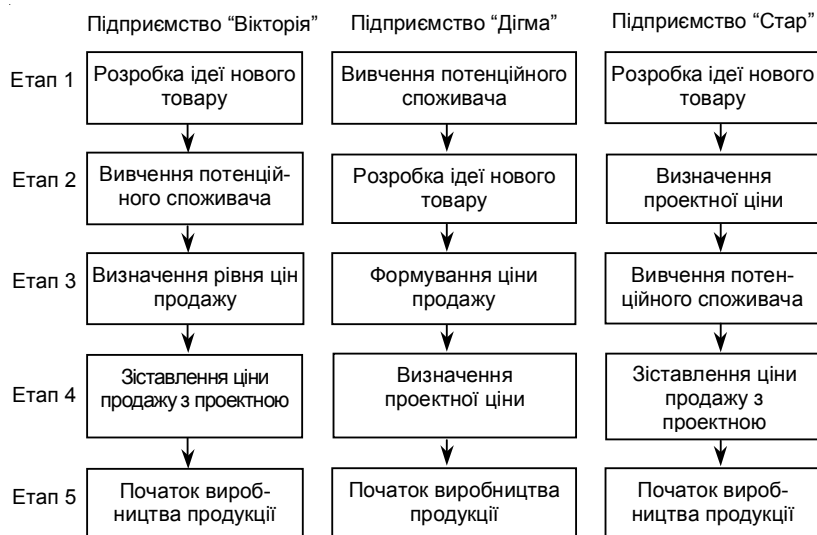 Підприємство “Вікторія” Підприємство “Дігма” Підприємство “Стар”
Етап 1
Розробка ідеї нового
товару
Вивчення потенційного
споживача
Розробка ідеї нового
товару
Етап 2
Вивчення потенцій-
ного споживача
Розробка ідеї нового
товару
Визначення
проектної ціни
Етап 3
Визначення рівня цін
продажу
Формування ціни
продажу
Вивчення потен-
ційного споживача
Етап 4
Зіставлення ціни
продажу з проектною
Визначення
проектної ціни
Зіставлення ціни
продажу з
проектною
Етап 5
Початок вироб-
ництва продукції
Початок виробництва
продукції
Початок вироб-
ництва продукції